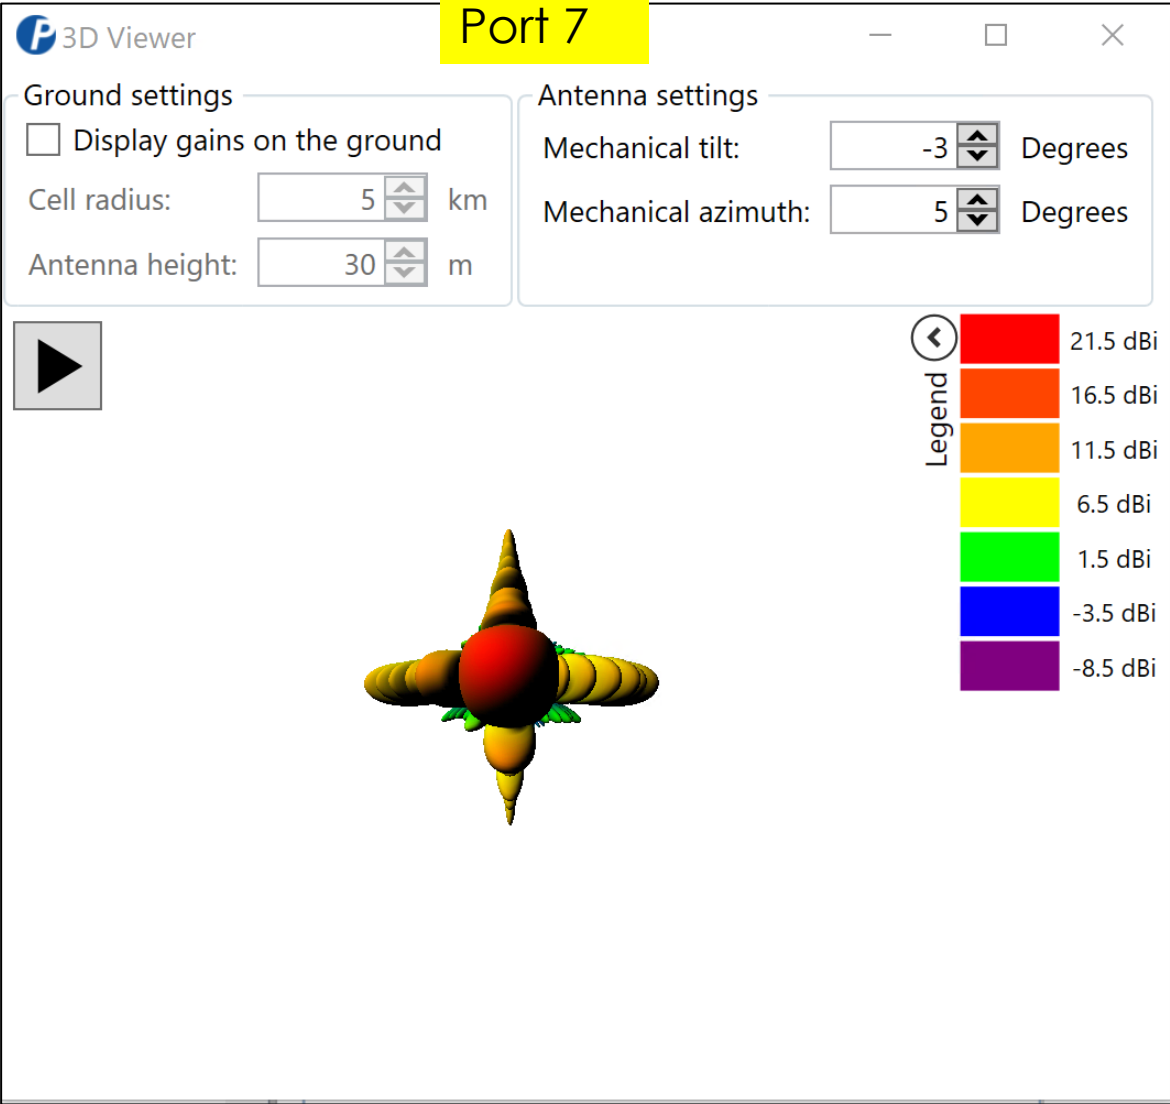 Port 7
3D Viewer
Ground settings
Display gains on the ground
Cell radius: 5 km
Antenna height: 30 m
Antenna settings
Mechanical tilt: -3 Degrees
Mechanical azimuth: 5 Degrees
Legend
21.5 dBi
16.5 dBi
11.5 dBi
6.5 dBi
1.5 dBi
-3.5 dBi
-8.5 dBi